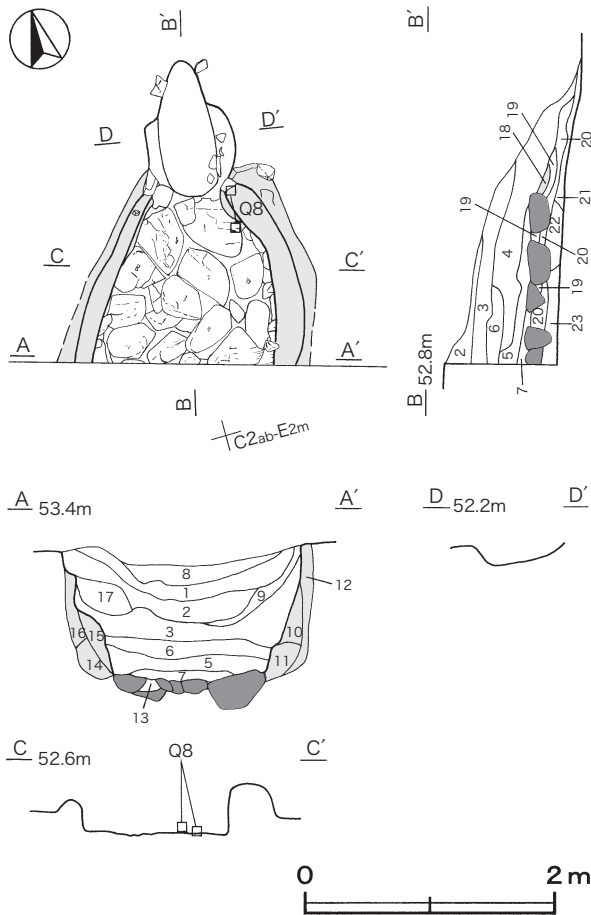 B′
B′
D
D′
Q8
C
C′
A
A′
B
C2ab-E2m
19
18
20
19
21
22
4
20
19
3
6
20
23
2
5
7
B 52.8m
A 53.4m
A′
D 52.2m
D′
8
1
12
17
9
2
16
15
3
10
6
14
5
11
7
13
C 52.6m
Q8
C′
0
2 m